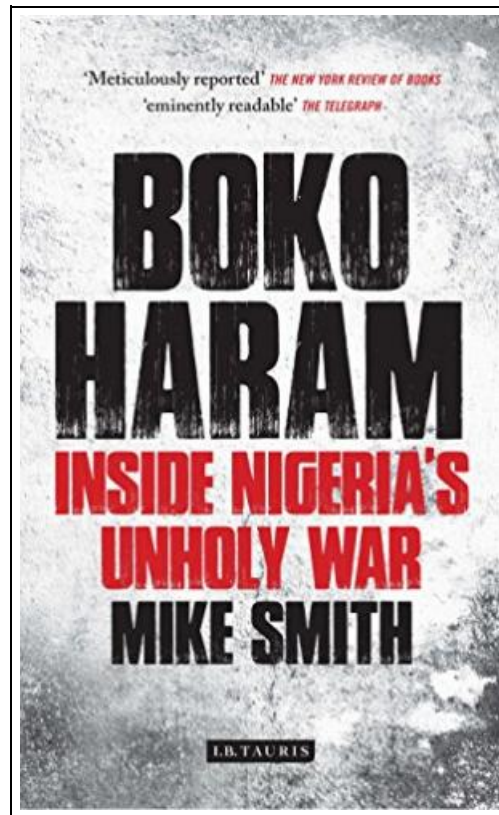 ‘Meticulously reported’ THE NEW YORK REVIEW OF BOOKS
‘eminently readable’ THE TELEGRAPH
BOKO
HARAM
INSIDE NIGERIA'S
UNHOLY WAR
MIKE SMITH
I.B.TAURIS